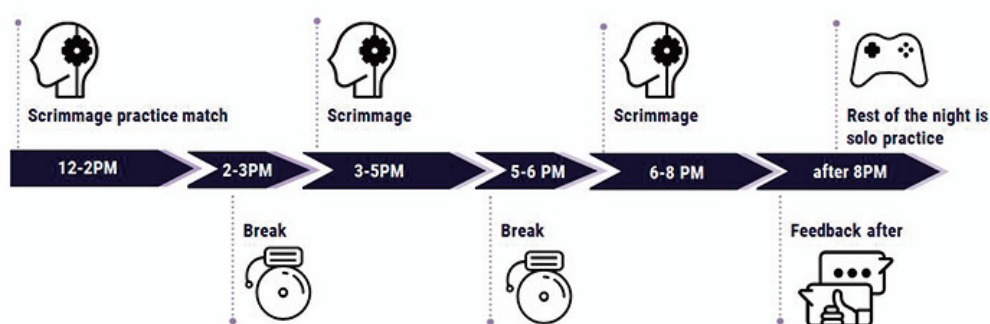 Scrimmage practice match
Scrimmage
Scrimmage
Rest of the night is
solo practice
12-2PM
2-3PM
3-5PM
5-6 PM
6-8 PM
after 8PM
Break
Break
Feedback after